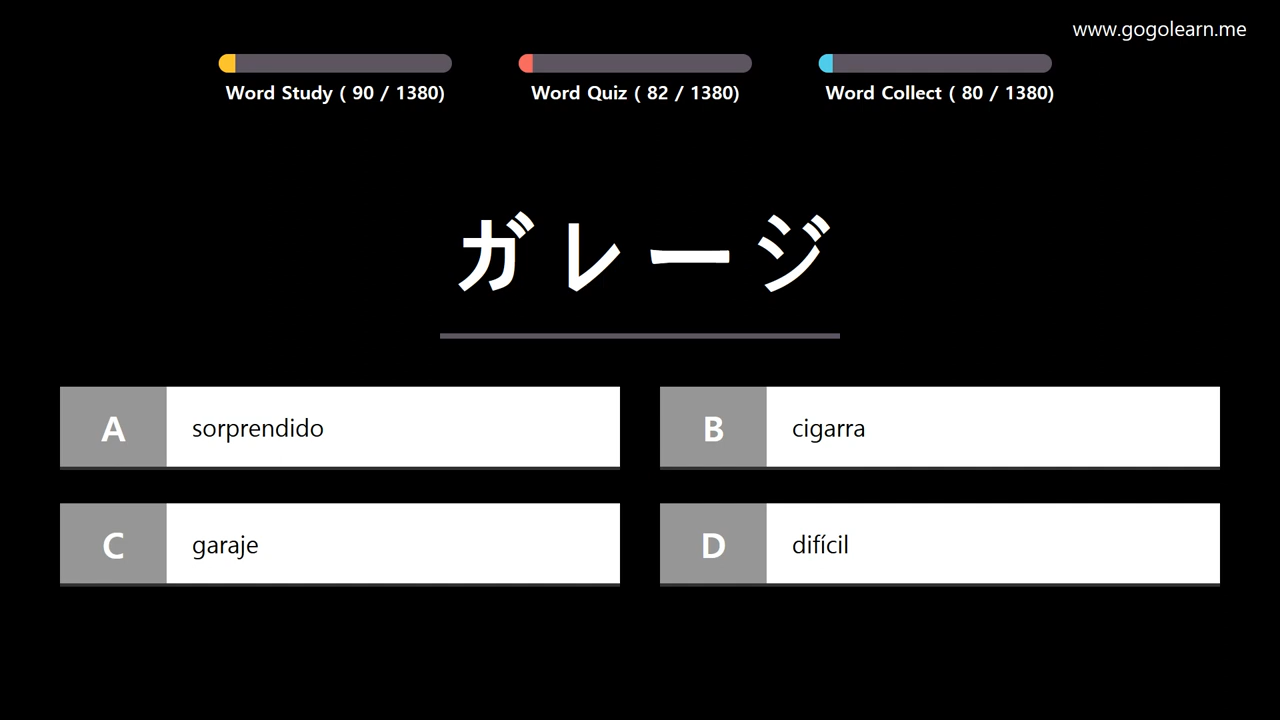 www.gogolearn.me
Word Study ( 90 / 1380)
Word Quiz ( 82 / 1380)
Word Collect ( 80 / 1380)
ガレージ
A sorprendido
B cigarra
C garaje
D difícil